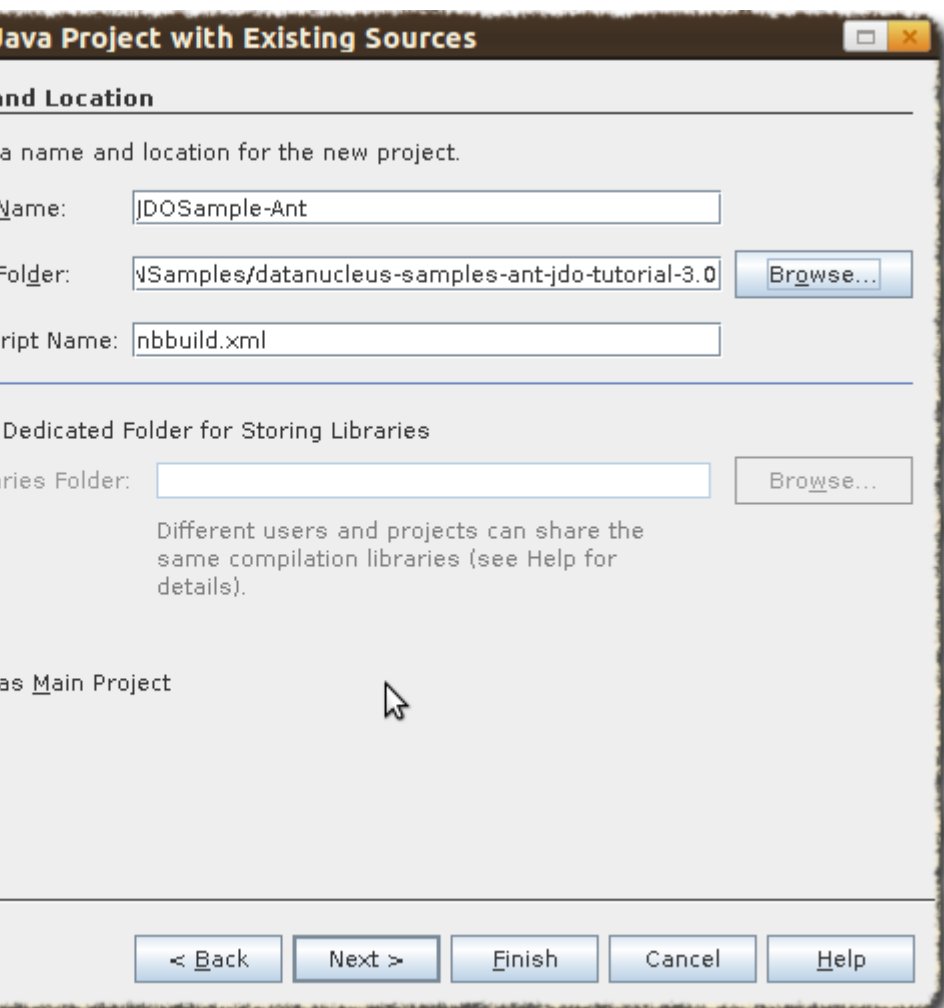 Java Project with Existing Sources
and Location
a name and location for the new project.
Name: JDOSample-Ant
Folder: NSamples/datanucleus-samples-ant-jdo-tutorial-3.0 Browse...
ript Name: nbbuild.xml
Dedicated Folder for Storing Libraries
ries Folder: Browse...
Different users and projects can share the
same compilation libraries (see Help for
details).
as Main Project
< Back Next > Finish Cancel Help